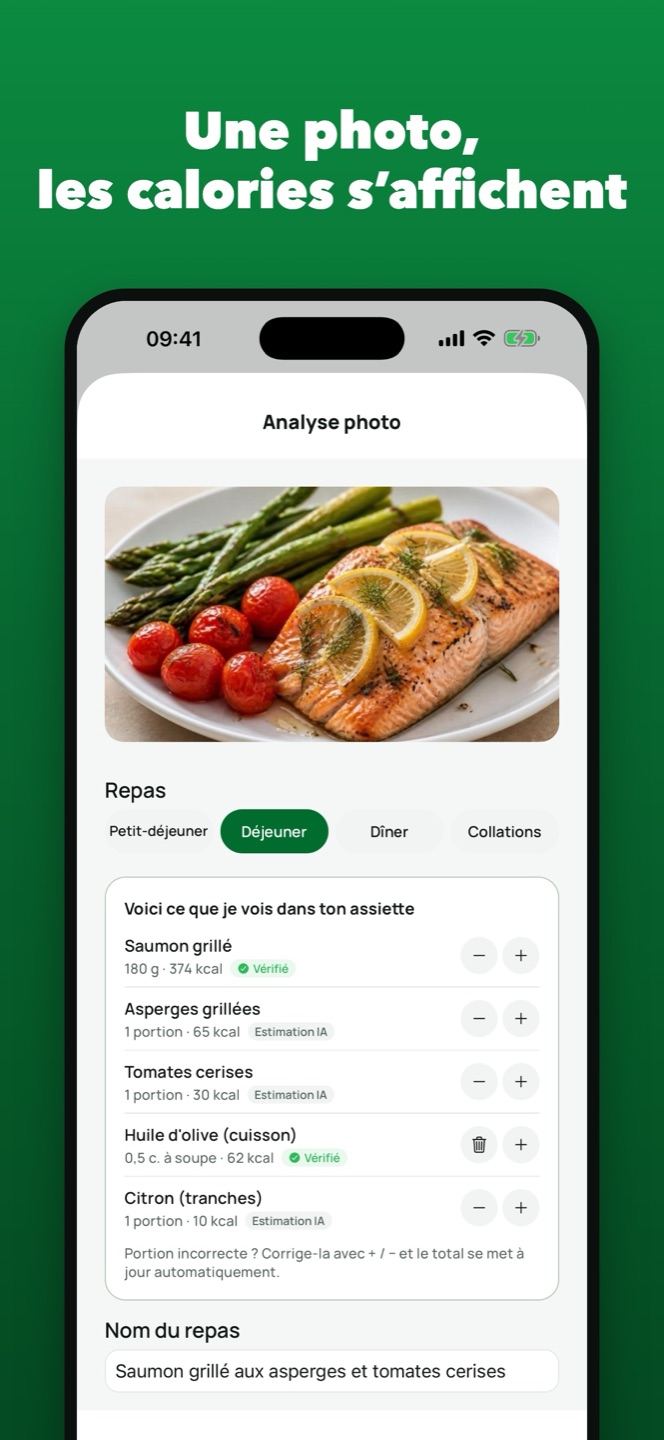 Une photo,
les calories s’affichent
09:41
Analyse photo
Repas
Petit-déjeuner
Déjeuner
Dîner
Collations
Voici ce que je vois dans ton assiette
Saumon grillé
180 g · 374 kcal Vérifié
Asperges grillées
1 portion · 65 kcal Estimation IA
Tomates cerises
1 portion · 30 kcal Estimation IA
Huile d'olive (cuisson)
0,5 c. à soupe · 62 kcal Vérifié
Citron (tranches)
1 portion · 10 kcal Estimation IA
Portion incorrecte ? Corrige-la avec + / − et le total se met à
jour automatiquement.
Nom du repas
Saumon grillé aux asperges et tomates cerises